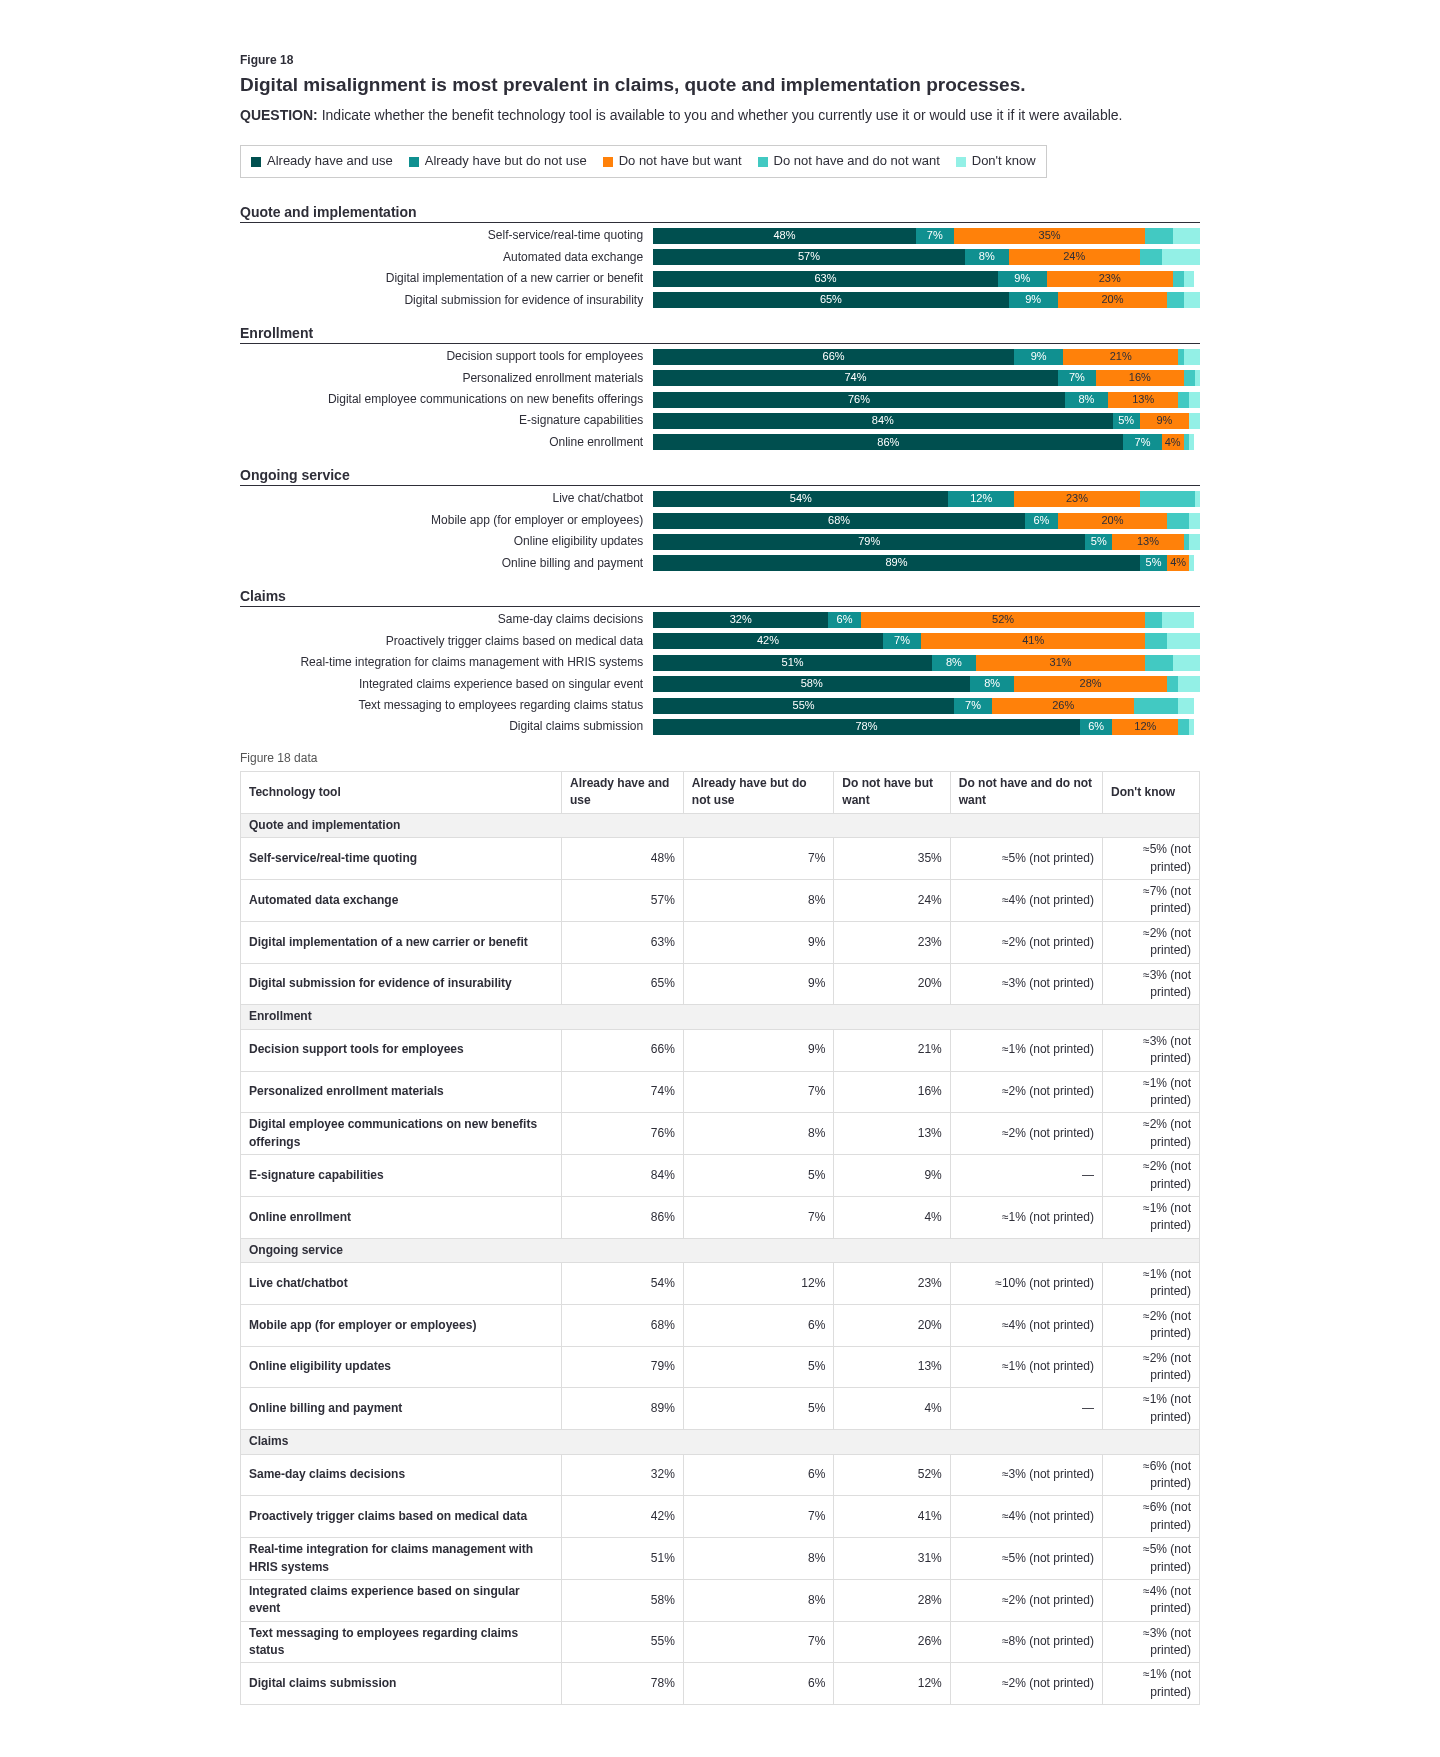 Figure 18
Digital misalignment is most prevalent in claims, quote and implementation processes.
QUESTION: Indicate whether the benefit technology tool is available to you and whether you currently use it or would use it if it were available.
Already have and use Already have but do not use Do not have but want Do not have and do not want Don't know
Quote and implementation
Self-service/real-time quoting 48% 7% 35%
Automated data exchange 57% 8% 24%
Digital implementation of a new carrier or benefit 63% 9% 23%
Digital submission for evidence of insurability 65% 9% 20%
Enrollment
Decision support tools for employees 66% 9% 21%
Personalized enrollment materials 74% 7% 16%
Digital employee communications on new benefits offerings 76% 8% 13%
E-signature capabilities 84% 5% 9%
Online enrollment 86% 7% 4%
Ongoing service
Live chat/chatbot 54% 12% 23%
Mobile app (for employer or employees) 68% 6% 20%
Online eligibility updates 79% 5% 13%
Online billing and payment 89% 5% 4%
Claims
Same-day claims decisions 32% 6% 52%
Proactively trigger claims based on medical data 42% 7% 41%
Real-time integration for claims management with HRIS systems 51% 8% 31%
Integrated claims experience based on singular event 58% 8% 28%
Text messaging to employees regarding claims status 55% 7% 26%
Digital claims submission 78% 6% 12%
Figure 18 data
Technology tool Already have and use Already have but do not use Do not have but want Do not have and do not want Don't know
Quote and implementation
Self-service/real-time quoting 48% 7% 35% ≈5% (not printed) ≈5% (not printed)
Automated data exchange 57% 8% 24% ≈4% (not printed) ≈7% (not printed)
Digital implementation of a new carrier or benefit 63% 9% 23% ≈2% (not printed) ≈2% (not printed)
Digital submission for evidence of insurability 65% 9% 20% ≈3% (not printed) ≈3% (not printed)
Enrollment
Decision support tools for employees 66% 9% 21% ≈1% (not printed) ≈3% (not printed)
Personalized enrollment materials 74% 7% 16% ≈2% (not printed) ≈1% (not printed)
Digital employee communications on new benefits offerings 76% 8% 13% ≈2% (not printed) ≈2% (not printed)
E-signature capabilities 84% 5% 9% — ≈2% (not printed)
Online enrollment 86% 7% 4% ≈1% (not printed) ≈1% (not printed)
Ongoing service
Live chat/chatbot 54% 12% 23% ≈10% (not printed) ≈1% (not printed)
Mobile app (for employer or employees) 68% 6% 20% ≈4% (not printed) ≈2% (not printed)
Online eligibility updates 79% 5% 13% ≈1% (not printed) ≈2% (not printed)
Online billing and payment 89% 5% 4% — ≈1% (not printed)
Claims
Same-day claims decisions 32% 6% 52% ≈3% (not printed) ≈6% (not printed)
Proactively trigger claims based on medical data 42% 7% 41% ≈4% (not printed) ≈6% (not printed)
Real-time integration for claims management with HRIS systems 51% 8% 31% ≈5% (not printed) ≈5% (not printed)
Integrated claims experience based on singular event 58% 8% 28% ≈2% (not printed) ≈4% (not printed)
Text messaging to employees regarding claims status 55% 7% 26% ≈8% (not printed) ≈3% (not printed)
Digital claims submission 78% 6% 12% ≈2% (not printed) ≈1% (not printed)